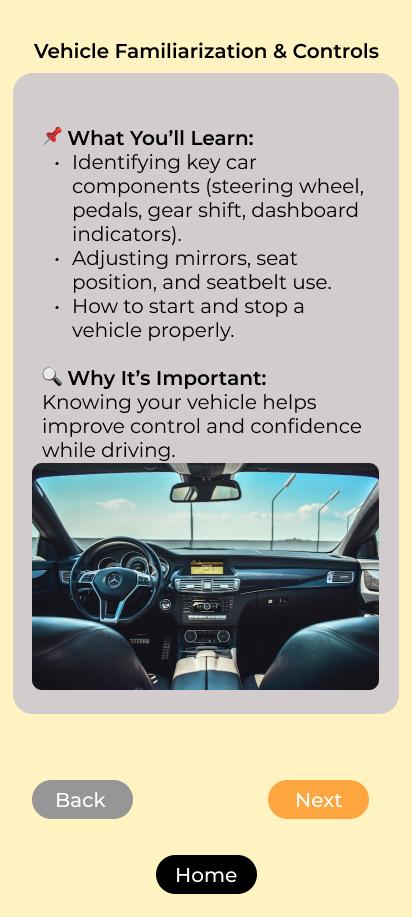 Vehicle Familiarization & Controls
📌 What You’ll Learn:
• Identifying key car
components (steering wheel,
pedals, gear shift, dashboard
indicators).
• Adjusting mirrors, seat
position, and seatbelt use.
• How to start and stop a
vehicle properly.
🔍 Why It’s Important:
Knowing your vehicle helps
improve control and confidence
while driving.
Back
Next
Home